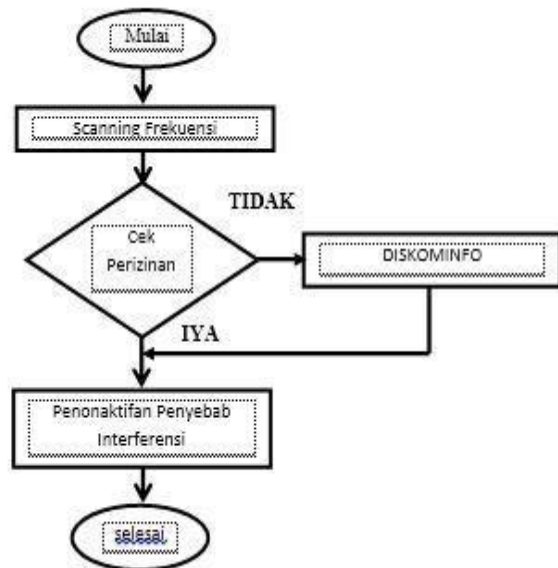 Mulai
Scanning Frekuensi
TIDAK
Cek
Perizinan
DISKOMINFO
IYA
Penonaktifan Penyebab
Interferensi
selesai